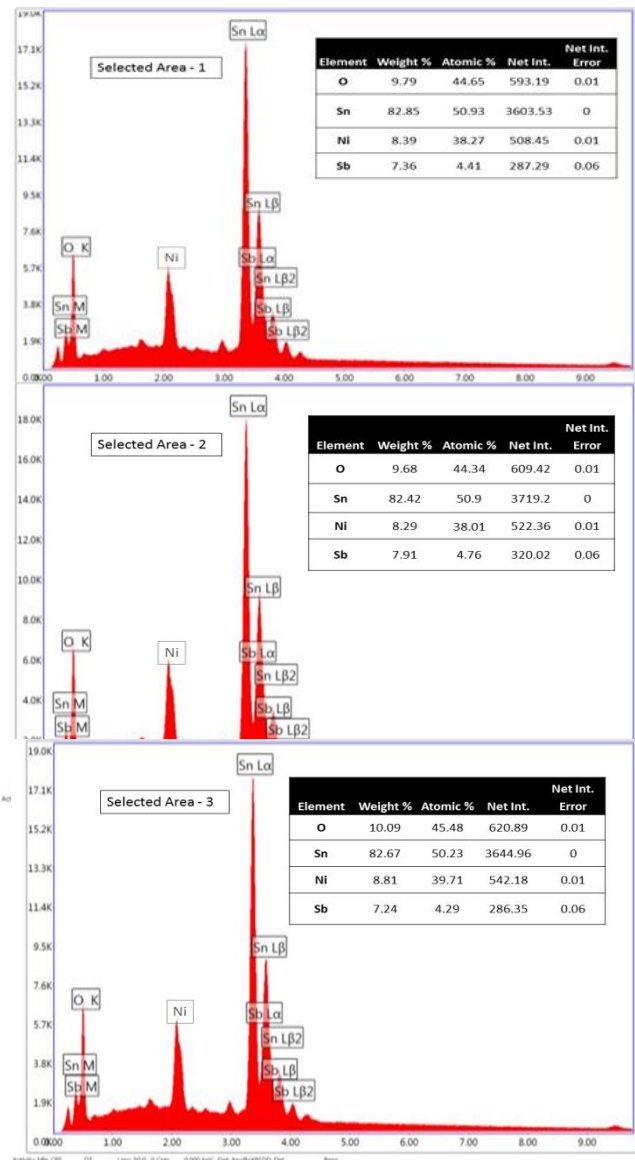 19.0K
Sn Lα
17.1K
Selected Area - 1
Element Weight % Atomic % Net Int. Net Int. Error
O 9.79 44.65 593.19 0.01
Sn 82.85 50.93 3603.53 0
Ni 8.39 38.27 508.45 0.01
Sb 7.36 4.41 287.29 0.06
15.2K
13.3K
11.4K
9.5K
Sn Lβ
7.6K
O K
Ni
Sb Lα
5.7K
Sn Lβ2
3.8K
Sn M
Sb Lβ
Sb M
Sb Lβ2
1.9K
0.00 1.00 2.00 3.00 4.00 5.00 6.00 7.00 8.00 9.00
Sn Lα
18.0K
Selected Area - 2
Element Weight % Atomic % Net Int. Net Int. Error
O 9.68 44.34 609.42 0.01
Sn 82.42 50.9 3719.2 0
Ni 8.29 38.01 522.36 0.01
Sb 7.91 4.76 320.02 0.06
16.0K
14.0K
12.0K
10.0K
Sn Lβ
8.0K
O K
Ni
Sb Lα
6.0K
Sn Lβ2
4.0K
Sn M
Sb Lβ
Sb M
Sb Lβ2
19.0K
Sn Lα
17.1K
Selected Area - 3
Element Weight % Atomic % Net Int. Net Int. Error
O 10.09 45.48 620.89 0.01
Sn 82.67 50.23 3644.96 0
Ni 8.81 39.71 542.18 0.01
Sb 7.24 4.29 286.35 0.06
15.2K
13.3K
11.4K
9.5K
Sn Lβ
7.6K
O K
Ni
Sb Lα
5.7K
Sn Lβ2
3.8K
Sn M
Sb Lβ
Sb M
Sb Lβ2
1.9K
1.00 2.00 3.00 4.00 5.00 6.00 7.00 8.00 9.00